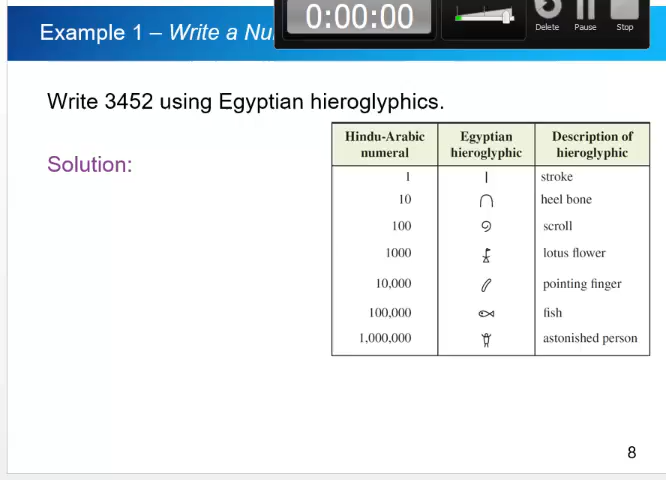 Example 1 – Write a Nu
0:00:00
Delete Pause Stop
Write 3452 using Egyptian hieroglyphics.
Solution:
Hindu-Arabic numeral Egyptian hieroglyphic Description of hieroglyphic
1 | stroke
10 ∩ heel bone
100 scroll
1000 lotus flower
10,000 pointing finger
100,000 fish
1,000,000 astonished person
8